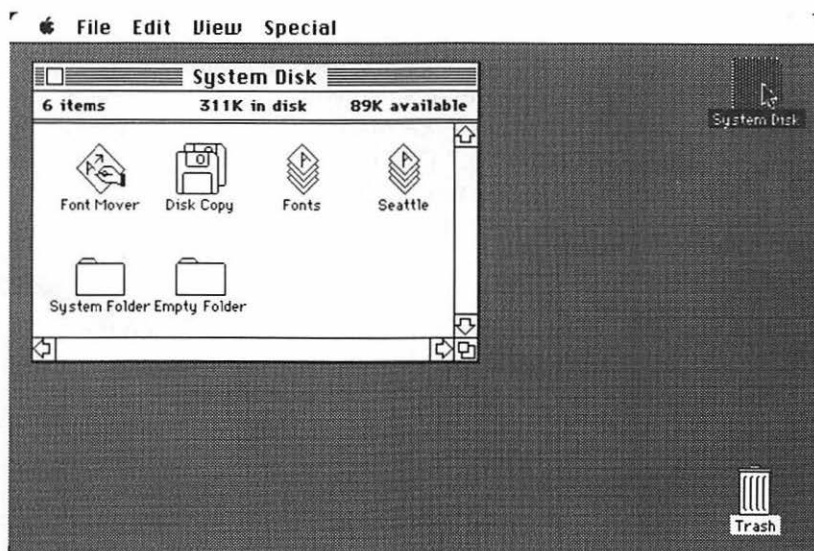 File Edit View Special
System Disk
6 items 311K in disk 89K available
System Disk
Font Mover Disk Copy Fonts Seattle
System Folder Empty Folder
Trash